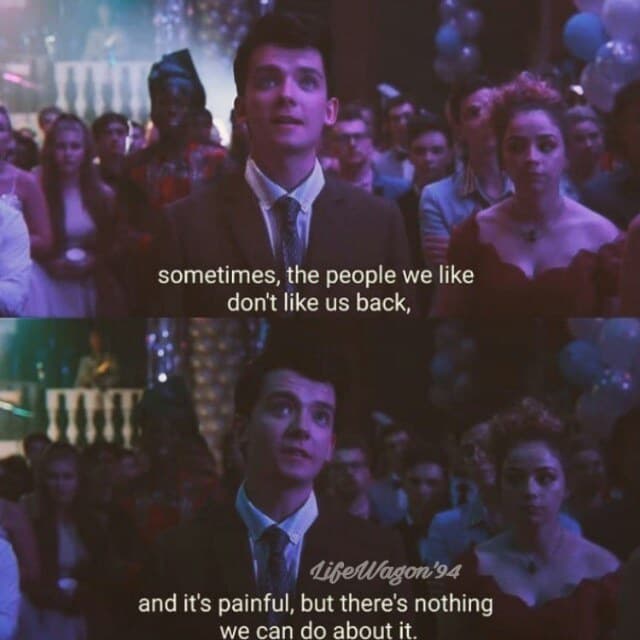 sometimes, the people we like
don't like us back,
LifeWagon'94
and it's painful, but there's nothing
we can do about it.